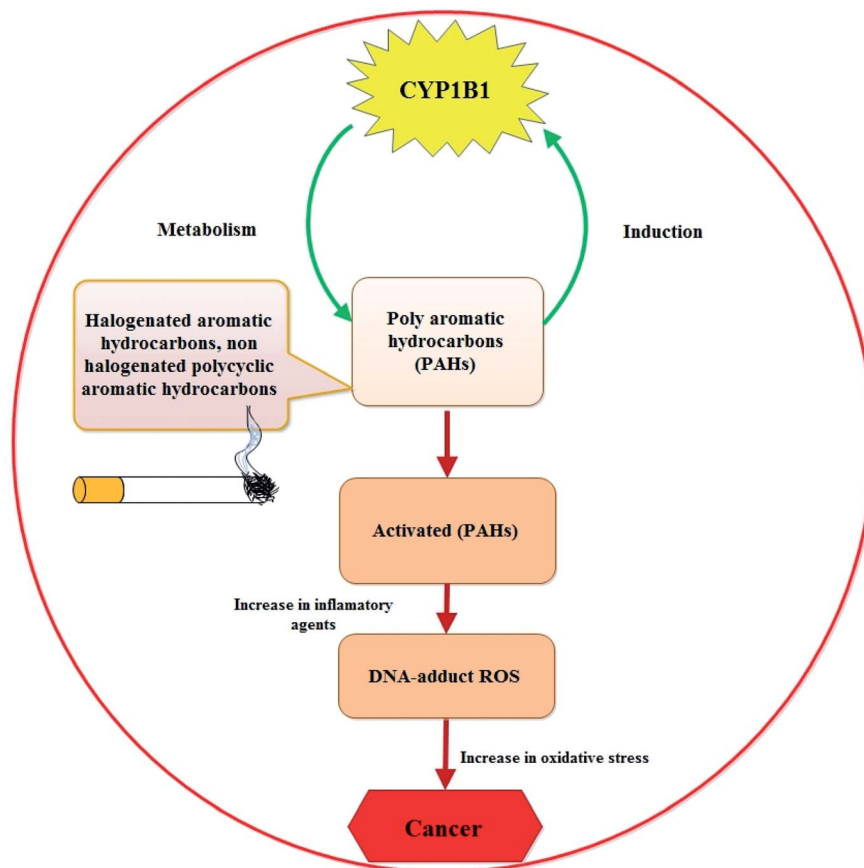 CYP1B1
Metabolism
Induction
Halogenated aromatic
hydrocarbons, non
halogenated polycyclic
aromatic hydrocarbons
Poly aromatic
hydrocarbons
(PAHs)
Activated (PAHs)
Increase in inflamatory
agents
DNA-adduct ROS
Increase in oxidative stress
Cancer